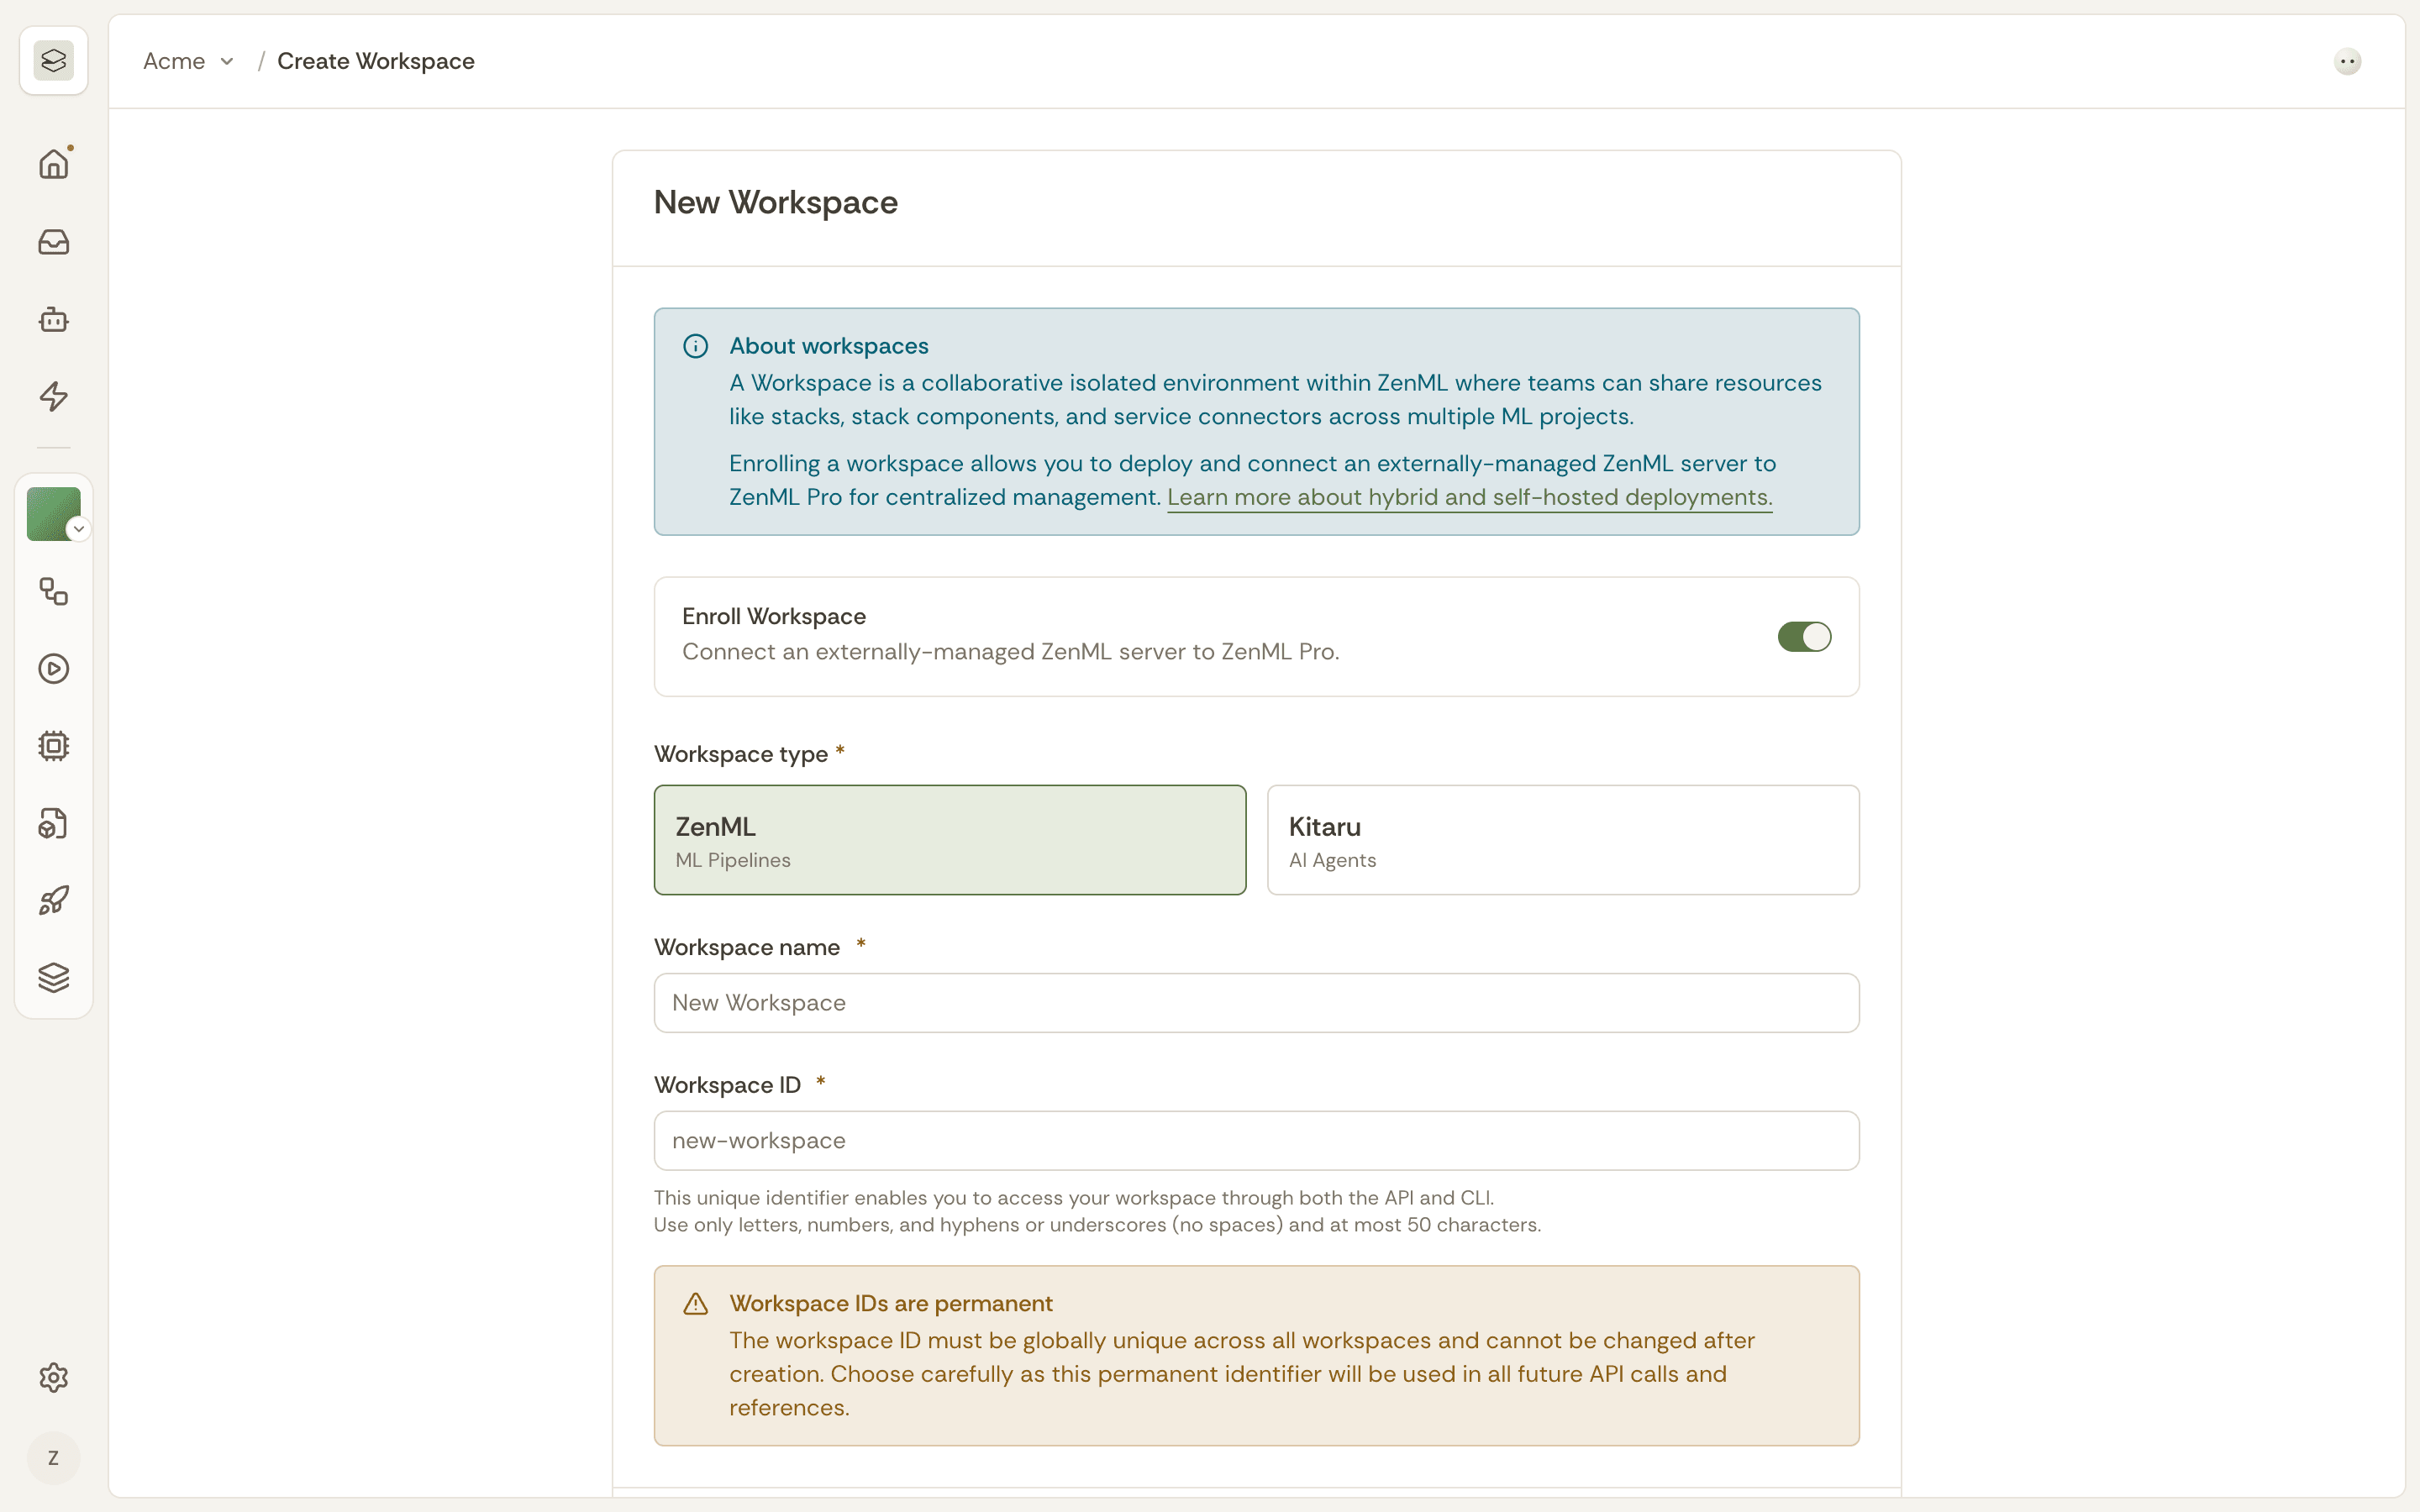 Acme / Create Workspace
New Workspace
About workspaces
A Workspace is a collaborative isolated environment within ZenML where teams can share resources
like stacks, stack components, and service connectors across multiple ML projects.
Enrolling a workspace allows you to deploy and connect an externally-managed ZenML server to
ZenML Pro for centralized management. Learn more about hybrid and self-hosted deployments.
Enroll Workspace
Connect an externally-managed ZenML server to ZenML Pro.
Workspace type *
ZenML
ML Pipelines
Kitaru
AI Agents
Workspace name *
New Workspace
Workspace ID *
new-workspace
This unique identifier enables you to access your workspace through both the API and CLI.
Use only letters, numbers, and hyphens or underscores (no spaces) and at most 50 characters.
Workspace IDs are permanent
The workspace ID must be globally unique across all workspaces and cannot be changed after
creation. Choose carefully as this permanent identifier will be used in all future API calls and
references.
Z